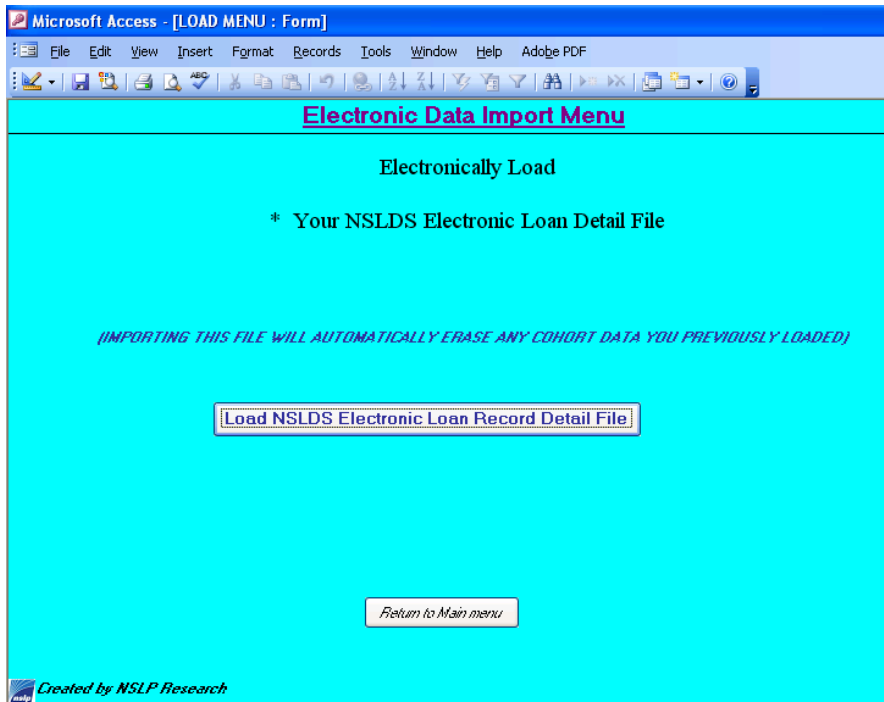 Microsoft Access - [LOAD MENU : Form]
File Edit View Insert Format Records Tools Window Help Adobe PDF
Electronic Data Import Menu
Electronically Load
* Your NSLDS Electronic Loan Detail File
(IMPORTING THIS FILE WILL AUTOMATICALLY ERASE ANY COHORT DATA YOU PREVIOUSLY LOADED)
Load NSLDS Electronic Loan Record Detail File
Return to Main menu
nslp Created by NSLP Research